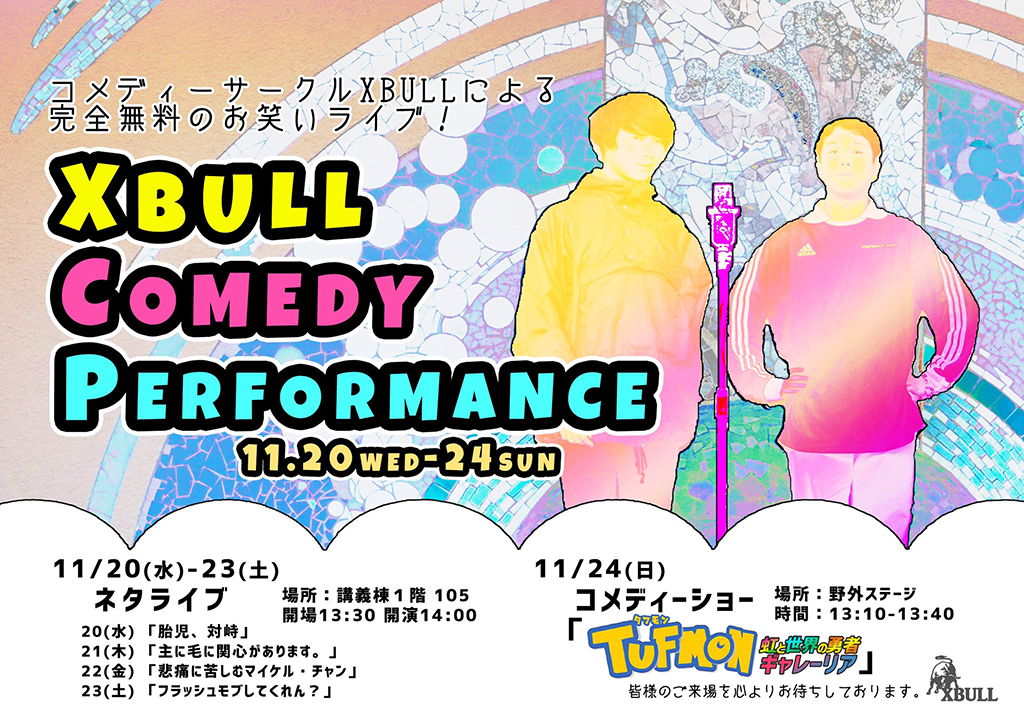 コメディーサークルXBULLによる
完全無料のお笑いライブ！
XBULL
COMEDY
PERFORMANCE
11.20WED-24SUN
11/20(水)-23(土)
ネタライブ
場所：講義棟１階 105
開場13:30 開演14:00
20(水) 「胎児、対峙」
21(木) 「主に毛に関心があります。」
22(金) 「悲痛に苦しむマイケル・チャン」
23(土) 「フラッシュモブしてくれん？」
11/24(日)
コメディーショー
場所：野外ステージ
時間：13:10-13:40
タフモン
「TUFMON 虹と世界の勇者
ギャレーリア」
皆様のご来場を心よりお待ちしております。
XBULL
adidas